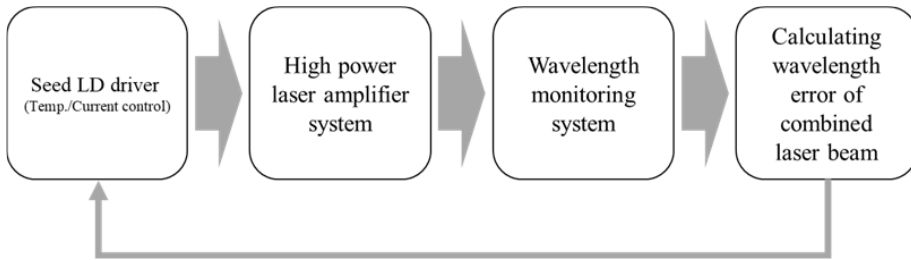 Seed LD driver
(Temp./Current control)
High power
laser amplifier
system
Wavelength
monitoring
system
Calculating
wavelength
error of
combined
laser beam